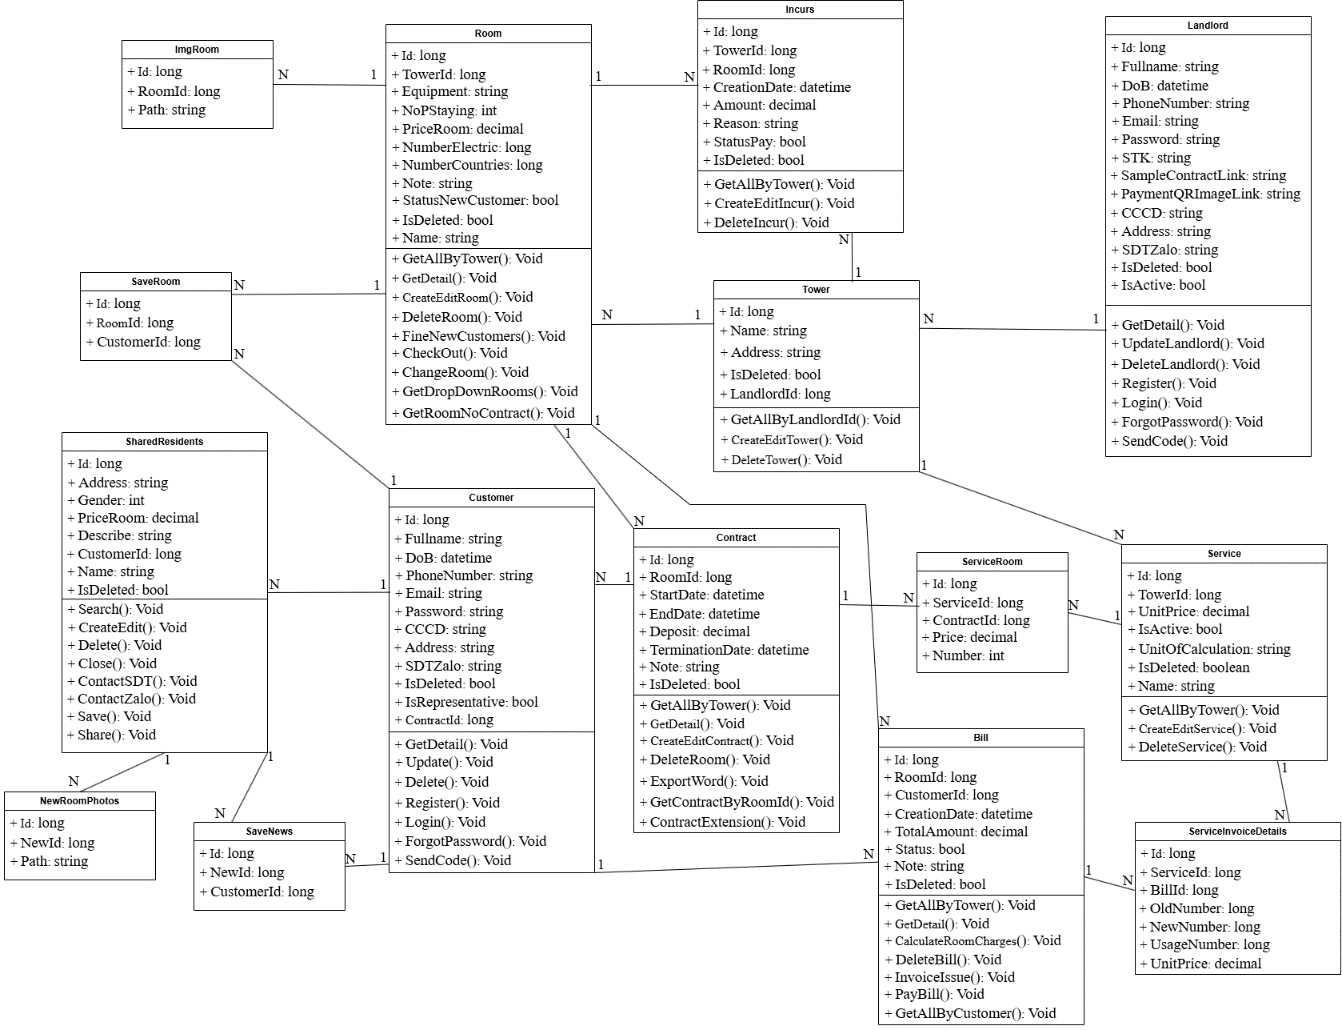 ImgRoom
+ Id: long
+ RoomId: long
+ Path: string
N
1
Room
+ Id: long
+ TowerId: long
+ Equipment: string
+ NoPStaying: int
+ PriceRoom: decimal
+ NumberElectric: long
+ NumberCountries: long
+ Note: string
+ StatusNewCustomer: bool
+ IsDeleted: bool
+ Name: string
+ GetAllByTower(): Void
+ GetDetail(): Void
+ CreateEditRoom(): Void
+ DeleteRoom(): Void
+ FineNewCustomers(): Void
+ CheckOut(): Void
+ ChangeRoom(): Void
+ GetDropDownRooms(): Void
+ GetRoomNoContract(): Void
1
N
Incurs
+ Id: long
+ TowerId: long
+ RoomId: long
+ CreationDate: datetime
+ Amount: decimal
+ Reason: string
+ StatusPay: bool
+ IsDeleted: bool
+ GetAllByTower(): Void
+ CreateEditIncur(): Void
+ DeleteIncur(): Void
N
1
Landlord
+ Id: long
+ Fullname: string
+ DoB: datetime
+ PhoneNumber: string
+ Email: string
+ Password: string
+ STK: string
+ SampleContractLink: string
+ PaymentQRImageLink: string
+ CCCD: string
+ Address: string
+ SDTZalo: string
+ IsDeleted: bool
+ IsActive: bool
+ GetDetail(): Void
+ UpdateLandlord(): Void
+ DeleteLandlord(): Void
+ Register(): Void
+ Login(): Void
+ ForgotPassword(): Void
+ SendCode(): Void
SaveRoom
+ Id: long
+ RoomId: long
+ CustomerId: long
N
1
N
1
N
1
Tower
+ Id: long
+ Name: string
+ Address: string
+ IsDeleted: bool
+ LandlordId: long
+ GetAllByLandlordId(): Void
+ CreateEditTower(): Void
+ DeleteTower(): Void
N
1
1
N
1
N
1
N
SharedResidents
+ Id: long
+ Address: string
+ Gender: int
+ PriceRoom: decimal
+ Describe: string
+ CustomerId: long
+ Name: string
+ IsDeleted: bool
+ Search(): Void
+ CreateEdit(): Void
+ Delete(): Void
+ Close(): Void
+ ContactSDT(): Void
+ ContactZalo(): Void
+ Save(): Void
+ Share(): Void
N
1
Customer
+ Id: long
+ Fullname: string
+ DoB: datetime
+ PhoneNumber: string
+ Email: string
+ Password: string
+ CCCD: string
+ Address: string
+ SDTZalo: string
+ IsDeleted: bool
+ IsRepresentative: bool
+ ContractId: long
+ GetDetail(): Void
+ Update(): Void
+ Delete(): Void
+ Register(): Void
+ Login(): Void
+ ForgotPassword(): Void
+ SendCode(): Void
N
1
Contract
+ Id: long
+ RoomId: long
+ StartDate: datetime
+ EndDate: datetime
+ Deposit: decimal
+ TerminationDate: datetime
+ Note: string
+ IsDeleted: bool
+ GetAllByTower(): Void
+ GetDetail(): Void
+ CreateEditContract(): Void
+ DeleteRoom(): Void
+ ExportWord(): Void
+ GetContractByRoomId(): Void
+ ContractExtension(): Void
1
N
ServiceRoom
+ Id: long
+ ServiceId: long
+ ContractId: long
+ Price: decimal
+ Number: int
N
1
Service
+ Id: long
+ TowerId: long
+ UnitPrice: decimal
+ IsActive: bool
+ UnitOfCalculation: string
+ IsDeleted: boolean
+ Name: string
+ GetAllByTower(): Void
+ CreateEditService(): Void
+ DeleteService(): Void
1
N
1
N
1
N
NewRoomPhotos
+ Id: long
+ NewId: long
+ Path: string
SaveNews
+ Id: long
+ NewId: long
+ CustomerId: long
N
1
1
N
Bill
+ Id: long
+ RoomId: long
+ CustomerId: long
+ CreationDate: datetime
+ TotalAmount: decimal
+ Status: bool
+ Note: string
+ IsDeleted: bool
+ GetAllByTower(): Void
+ GetDetail(): Void
+ CalculateRoomCharges(): Void
+ DeleteBill(): Void
+ InvoiceIssue(): Void
+ PayBill(): Void
+ GetAllByCustomer(): Void
1
N
ServiceInvoiceDetails
+ Id: long
+ ServiceId: long
+ BillId: long
+ OldNumber: long
+ NewNumber: long
+ UsageNumber: long
+ UnitPrice: decimal